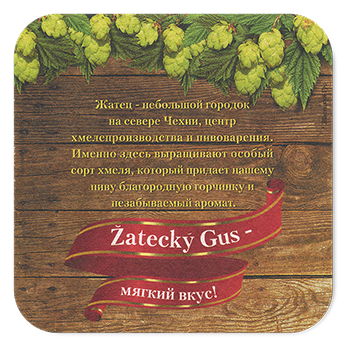 Жатец - небольшой городок
на севере Чехии, центр
хмелепроизводства и пивоварения.
Именно здесь выращивают особый
сорт хмеля, который придает нашему
пиву благородную горчинку и
незабываемый аромат.
Žatecký Gus -
мягкий вкус!